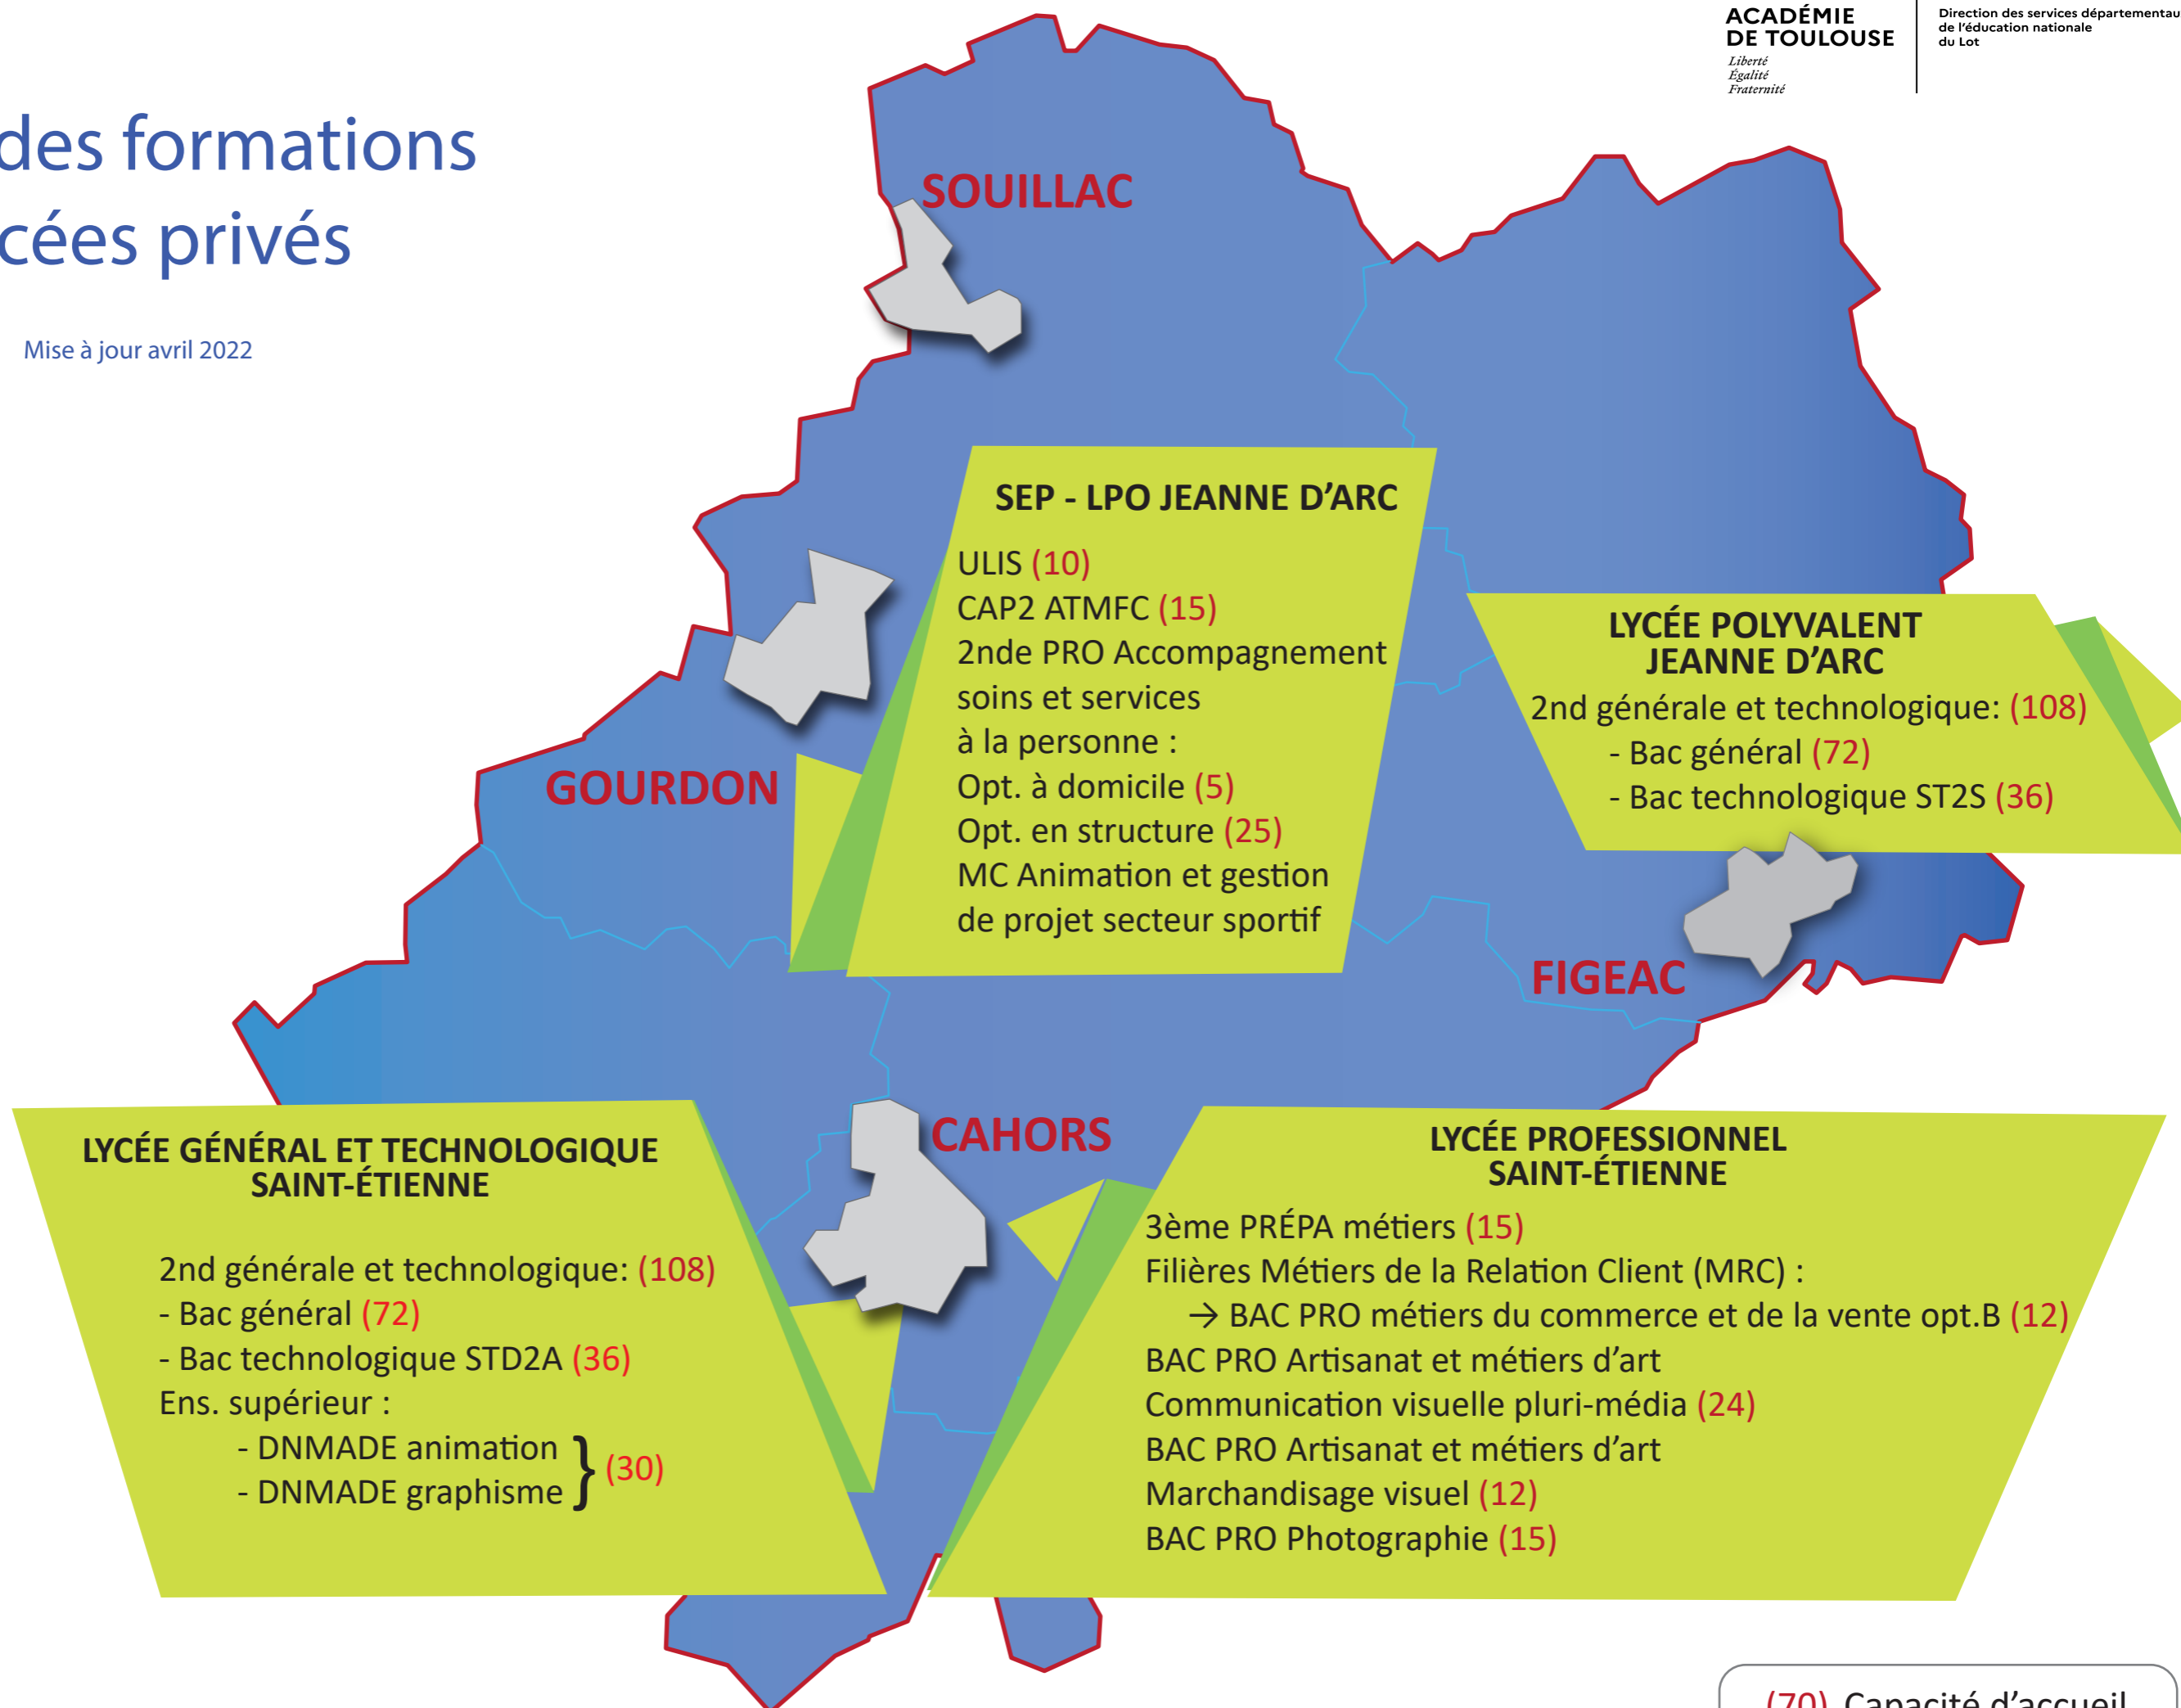 ACADÉMIE
DE TOULOUSE
Liberté
Égalité
Fraternité
Direction des services
de l'éducation nationale
du Lot
des formations
privés
Mise à jour avril 2022
SOUILLAC
SEP - LPO JEANNE D'ARC
ULIS (10)
CAP2 ATMFC (15)
2nde PRO Accompagnement
soins et services
à la personne :
Opt. à domicile (5)
Opt. en structure (25)
MC Animation et gestion
de projet secteur sportif
LYCÉE POLYVALENT
JEANNE D'ARC
2nd générale et technologique: (108)
- Bac général (72)
- Bac technologique ST2S (36)
GOURDON
FIGEAC
CAHORS
LYCÉE GÉNÉRAL ET TECHNOLOGIQUE
SAINT-ÉTIENNE
2nd générale et technologique: (108)
- Bac général (72)
- Bac technologique STD2A (36)
Ens. supérieur :
- DNMADE animation
- DNMADE graphisme } (30)
LYCÉE PROFESSIONNEL
SAINT-ÉTIENNE
3ème PRÉPA métiers (15)
Filières Métiers de la Relation Client (MRC) :
→ BAC PRO métiers du commerce et de la vente opt.B (12)
BAC PRO Artisanat et métiers d'art
Communication visuelle pluri-média (24)
BAC PRO Artisanat et métiers d'art
Marchandisage visuel (12)
BAC PRO Photographie (15)
(70) Capacité d'accueil